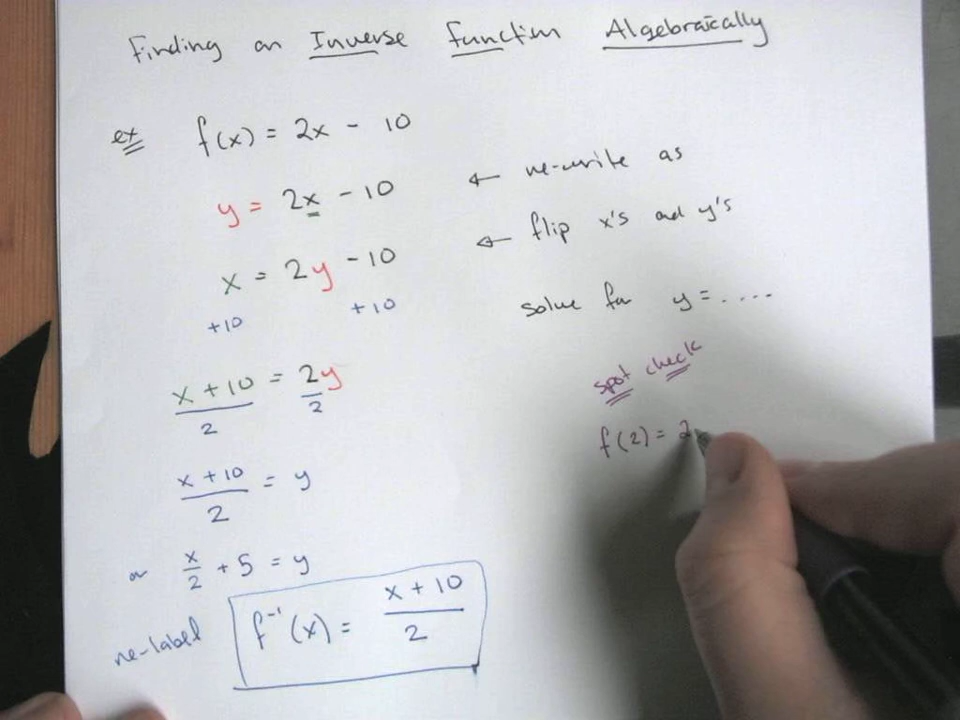 Finding an Inverse Function Algebraically
ex f(x) = 2x - 10
y = 2x - 10 ← re-write as
x = 2y - 10 ← flip x's and y's
+10 +10 solve for y = ....
x + 10 / 2 = 2y / 2
spot check
f(2) = 2
x + 10 / 2 = y
or x/2 + 5 = y
re-label f⁻¹(x) = x + 10 / 2